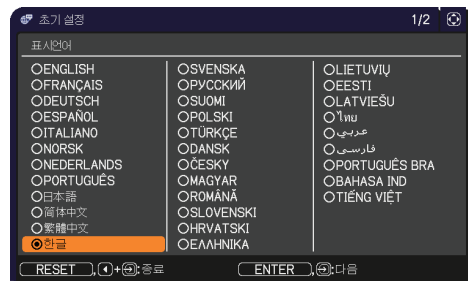 초기 설정 1/2
표시언어
ENGLISH
FRANÇAIS
DEUTSCH
ESPAÑOL
ITALIANO
NORSK
NEDERLANDS
PORTUGUÊS
日本語
简体中文
繁體中文
한글
SVENSKA
РУССКИЙ
SUOMI
POLSKI
TÜRKÇE
DANSK
ČESKY
MAGYAR
ROMÂNĂ
SLOVENSKI
HRVATSKI
ΕΛΛΗΝΙΚΑ
LIETUVIŲ
EESTI
LATVIEŠU
ไทย
عربي
فارسی
PORTUGUÊS BRA
BAHASA IND
TIẾNG VIỆT
RESET ,+:종료 ENTER ,:다음